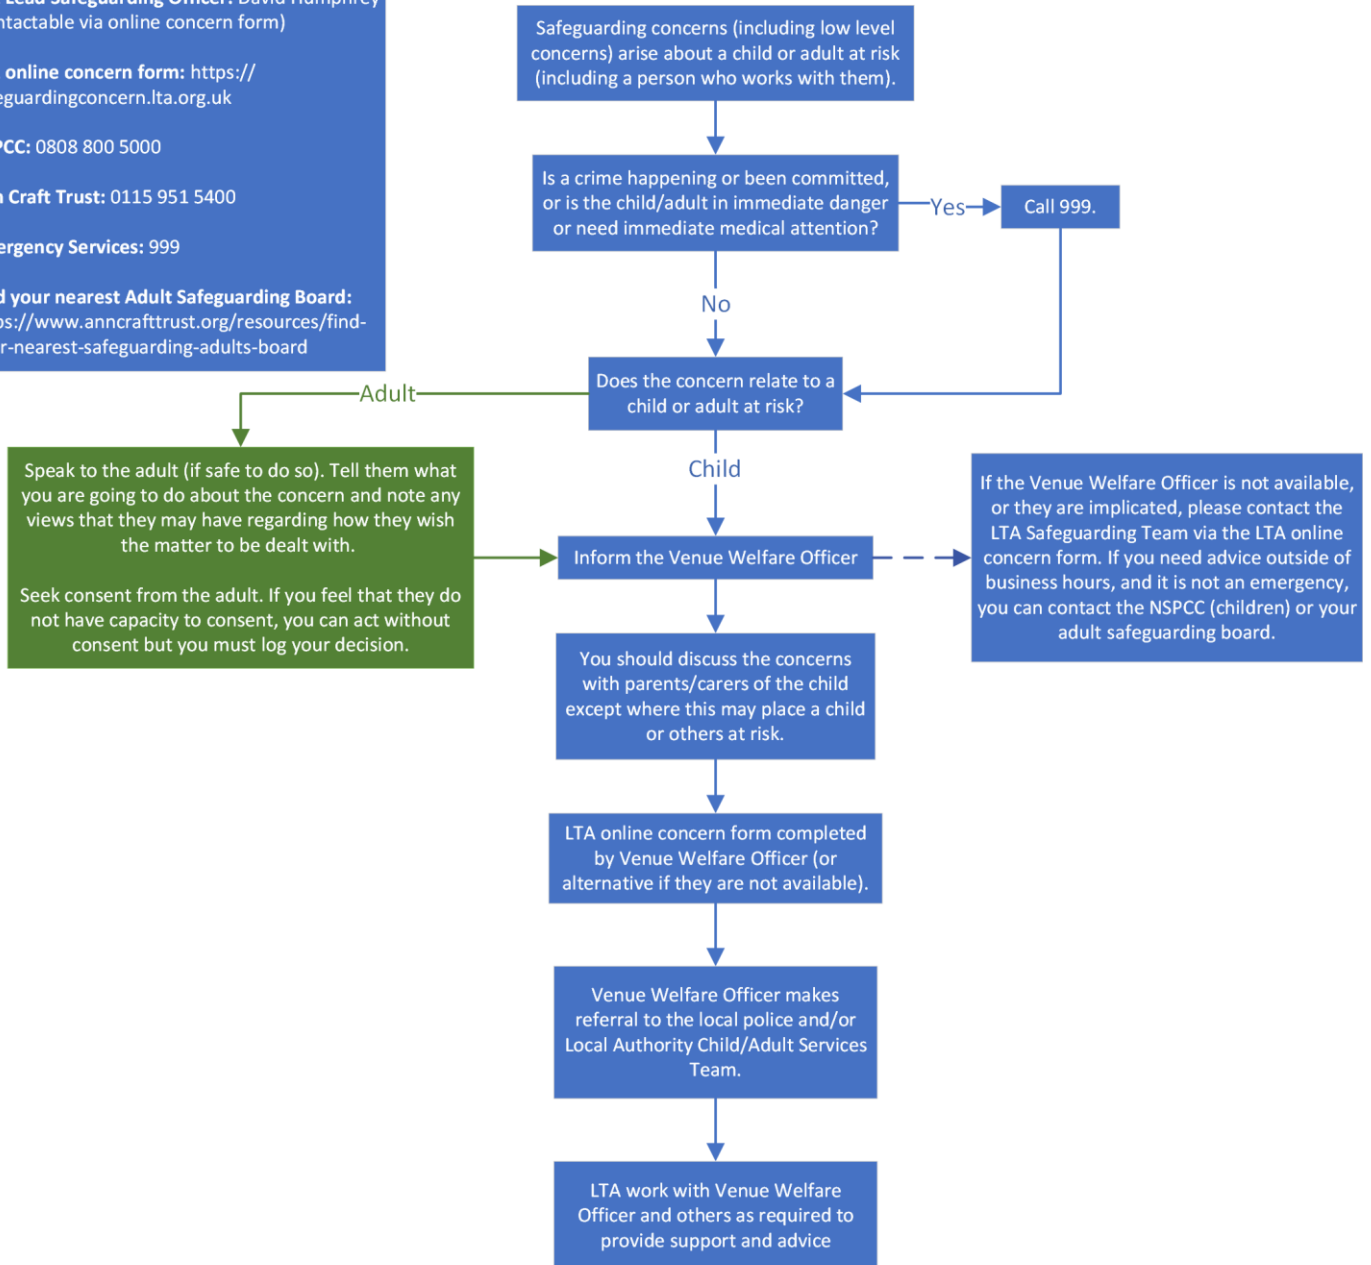 Lead Safeguarding Officer: David Humphrey
ntactable via online concern form)
online concern form: https://
eguardingconcern.lta.org.uk
PCC: 0808 800 5000
n Craft Trust: 0115 951 5400
ergency Services: 999
d your nearest Adult Safeguarding Board:
ps://www.anncrafttrust.org/resources/find-
r-nearest-safeguarding-adults-board
Safeguarding concerns (including low level
concerns) arise about a child or adult at risk
(including a person who works with them).
Is a crime happening or been committed,
or is the child/adult in immediate danger
or need immediate medical attention?
Yes
Call 999.
No
Does the concern relate to a
child or adult at risk?
Adult
Child
Speak to the adult (if safe to do so). Tell them what
you are going to do about the concern and note any
views that they may have regarding how they wish
the matter to be dealt with.
Seek consent from the adult. If you feel that they do
not have capacity to consent, you can act without
consent but you must log your decision.
Inform the Venue Welfare Officer
If the Venue Welfare Officer is not available,
or they are implicated, please contact the
LTA Safeguarding Team via the LTA online
concern form. If you need advice outside of
business hours, and it is not an emergency,
you can contact the NSPCC (children) or your
adult safeguarding board.
You should discuss the concerns
with parents/carers of the child
except where this may place a child
or others at risk.
LTA online concern form completed
by Venue Welfare Officer (or
alternative if they are not available).
Venue Welfare Officer makes
referral to the local police and/or
Local Authority Child/Adult Services
Team.
LTA work with Venue Welfare
Officer and others as required to
provide support and advice